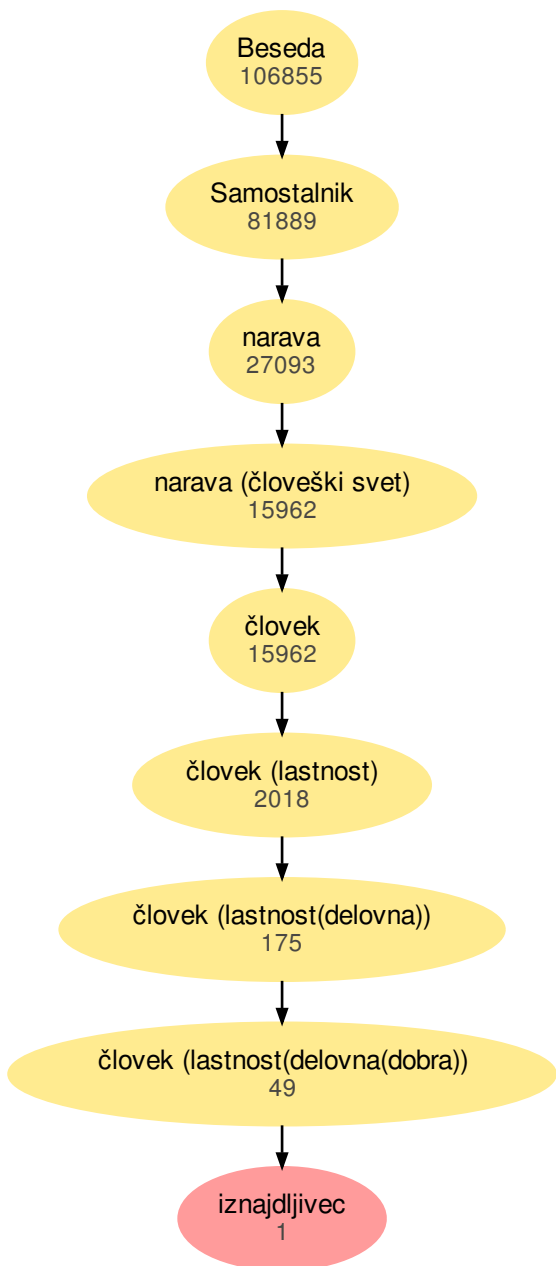 Beseda
106855
Samostalnik
81889
narava
27093
narava (človeški svet)
15962
človek
15962
človek (lastnost)
2018
človek (lastnost(delovna))
175
človek (lastnost(delovna(dobra))
49
iznajdljivec
1